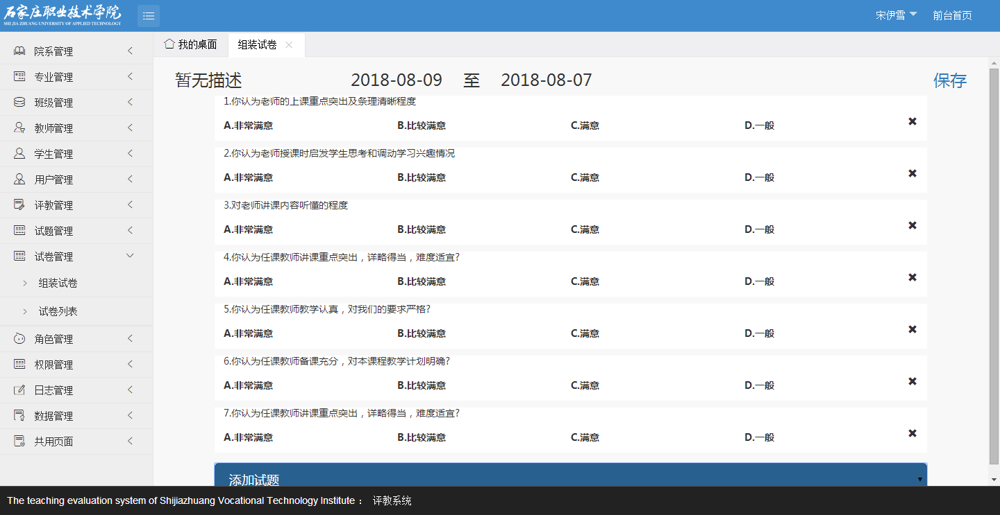 石家庄职业技术学院
SHI JIA ZHUANG UNIVERSITY OF APPLIED TECHNOLOGY
宋伊雪 前台首页
院系管理
专业管理
班级管理
教师管理
学生管理
用户管理
评教管理
试题管理
试卷管理
组装试卷
试卷列表
角色管理
权限管理
日志管理
数据管理
共用页面
我的桌面 组装试卷
暂无描述 2018-08-09 至 2018-08-07 保存
1.你认为老师的上课重点突出及条理清晰程度
A.非常满意 B.比较满意 C.满意 D.一般
2.你认为老师授课时启发学生思考和调动学习兴趣情况
A.非常满意 B.比较满意 C.满意 D.一般
3.对老师讲课内容听懂的程度
A.非常满意 B.比较满意 C.满意 D.一般
4.你认为任课教师讲课重点突出，详略得当，难度适宜?
A.非常满意 B.比较满意 C.满意 D.一般
5.你认为任课教师教学认真，对我们的要求严格?
A.非常满意 B.比较满意 C.满意 D.一般
6.你认为任课教师备课充分，对本课程教学计划明确?
A.非常满意 B.比较满意 C.满意 D.一般
7.你认为任课教师讲课重点突出，详略得当，难度适宜?
A.非常满意 B.比较满意 C.满意 D.一般
添加试题
The teaching evaluation system of Shijiazhuang Vocational Technology Institute： 评教系统